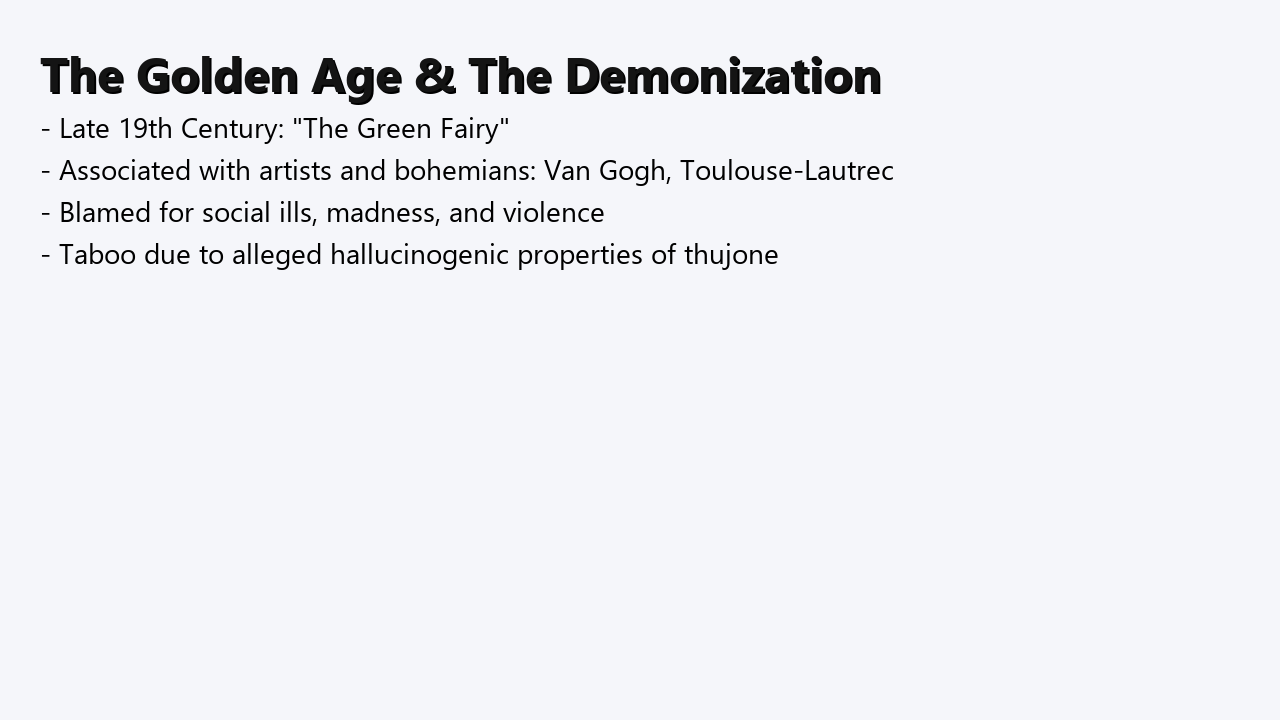 The Golden Age & The Demonization
- Late 19th Century: "The Green Fairy"
- Associated with artists and bohemians: Van Gogh, Toulouse-Lautrec
- Blamed for social ills, madness, and violence
- Taboo due to alleged hallucinogenic properties of thujone